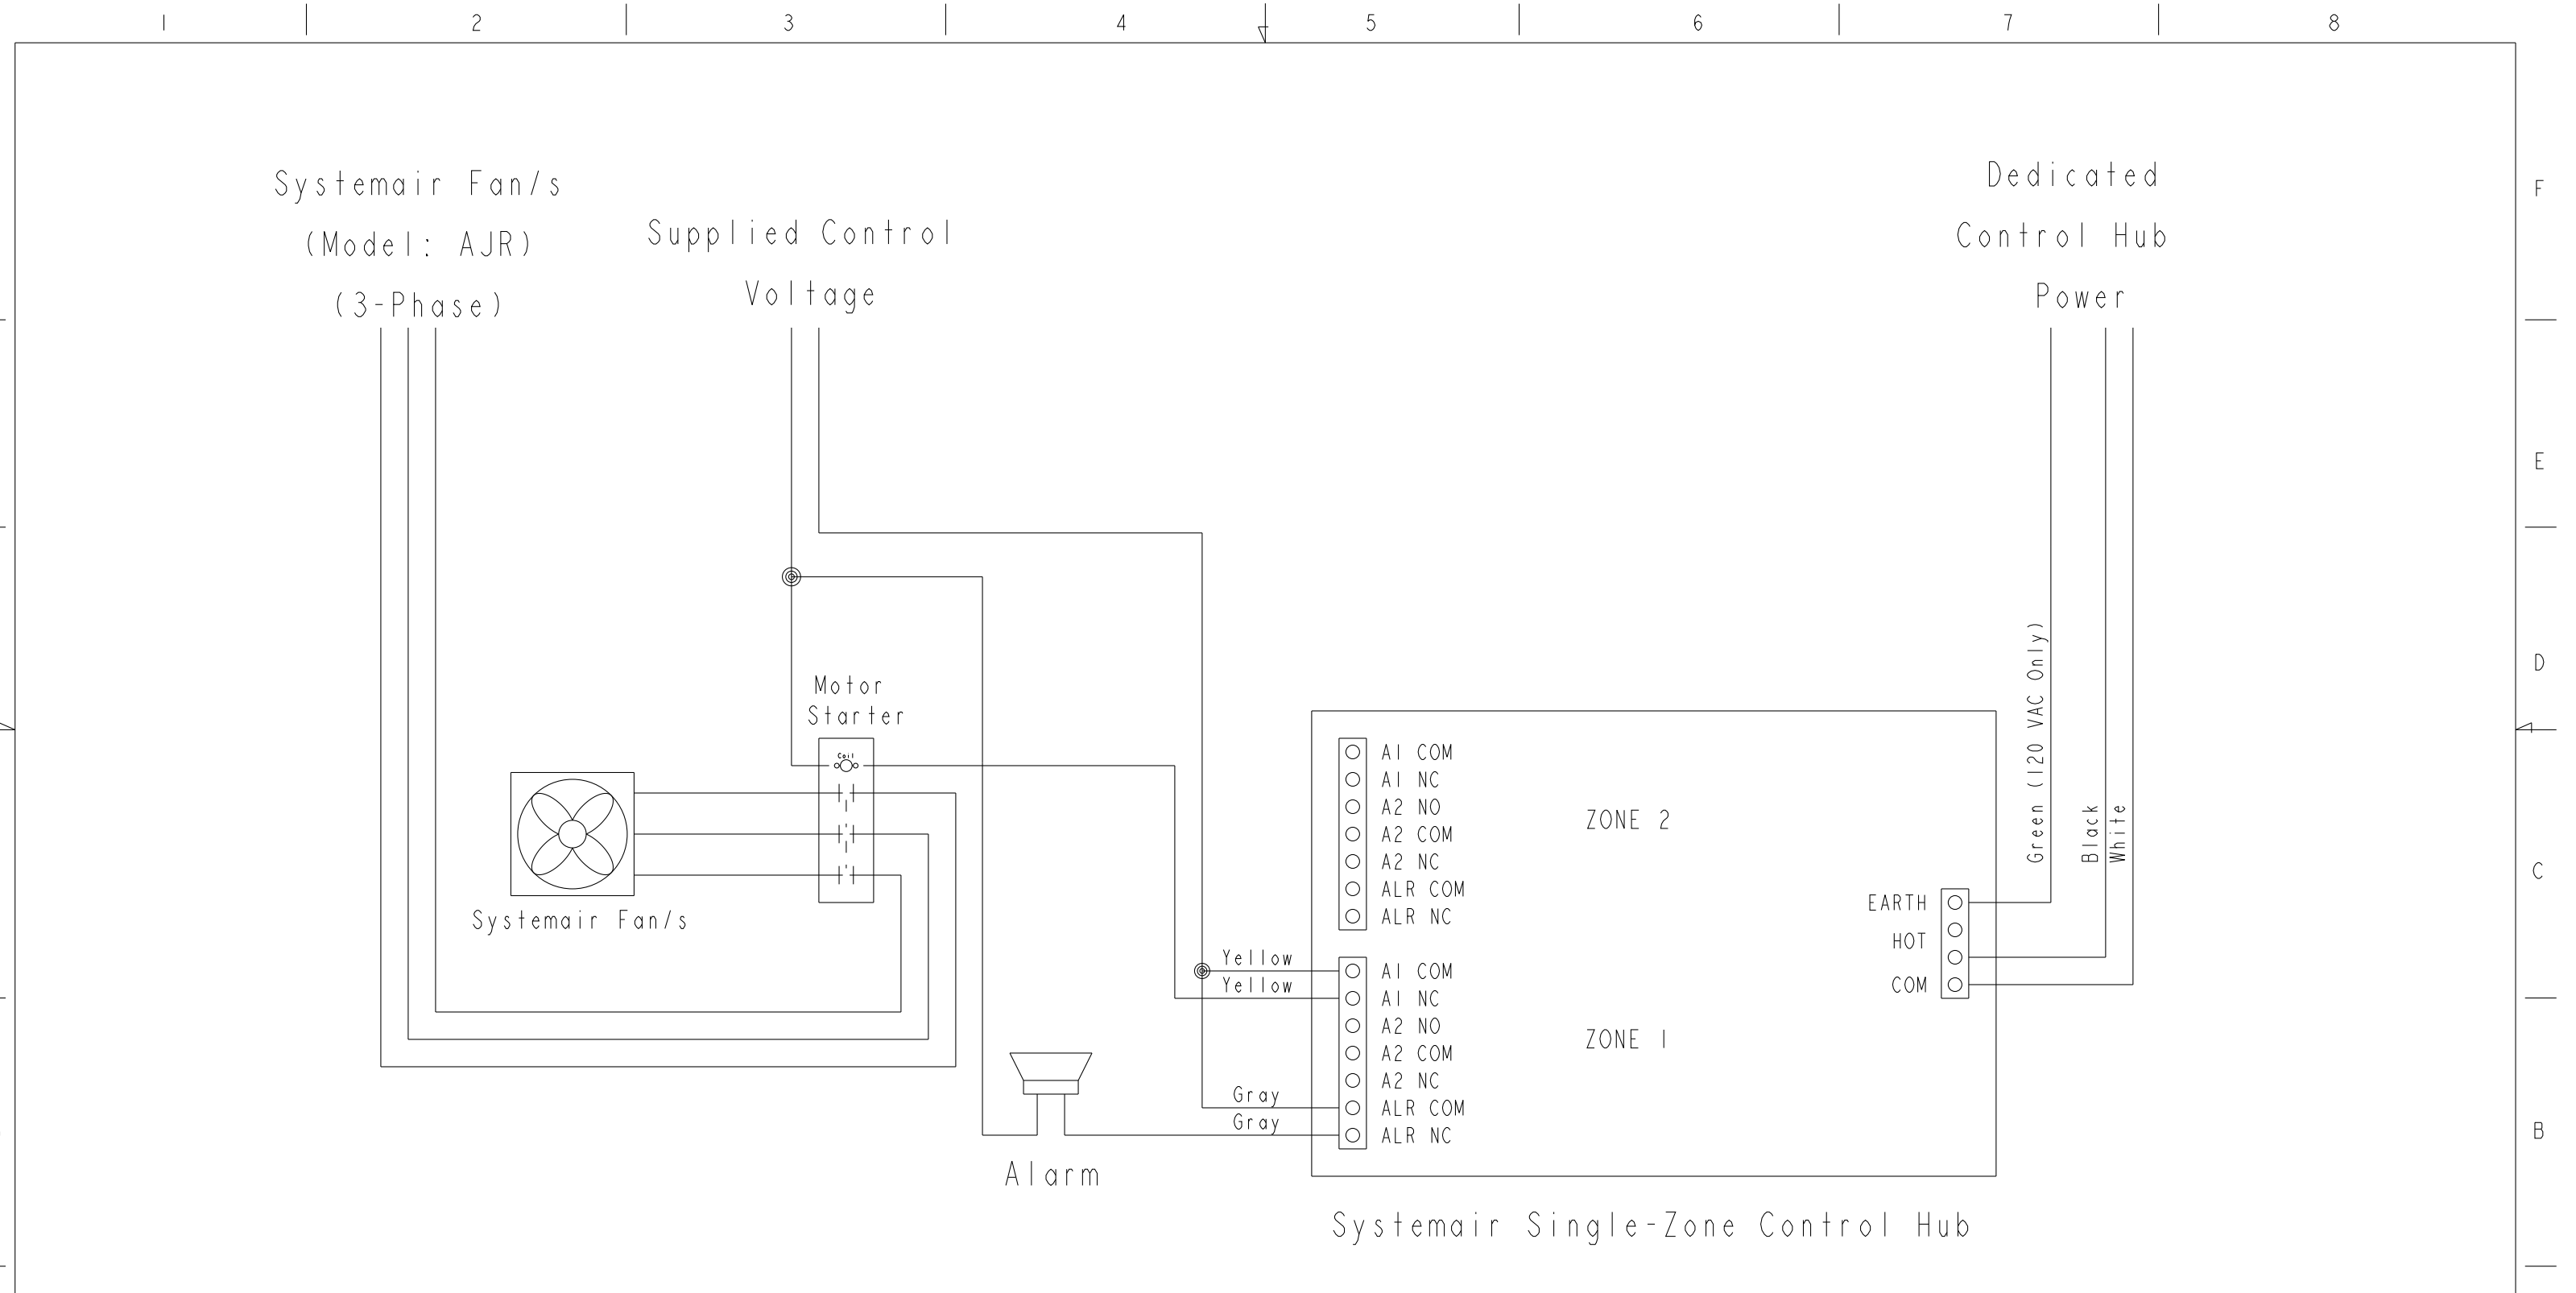 1 2 3 4 5 6 7 8
Systemair Fan/s
(Model: AJR)
(3-Phase)
Supplied Control
Voltage
Dedicated
Control Hub
Power
F
E
D
C
B
Green (120 VAC Only)
Black
White
Motor
Starter
Coil
Systemair Fan/s
A1 COM
A1 NC
A2 NO
A2 COM
A2 NC
ALR COM
ALR NC
ZONE 2
EARTH
HOT
COM
Yellow
Yellow
A1 COM
A1 NC
A2 NO
A2 COM
A2 NC
ALR COM
ALR NC
ZONE 1
Gray
Gray
Alarm
Systemair Single-Zone Control Hub